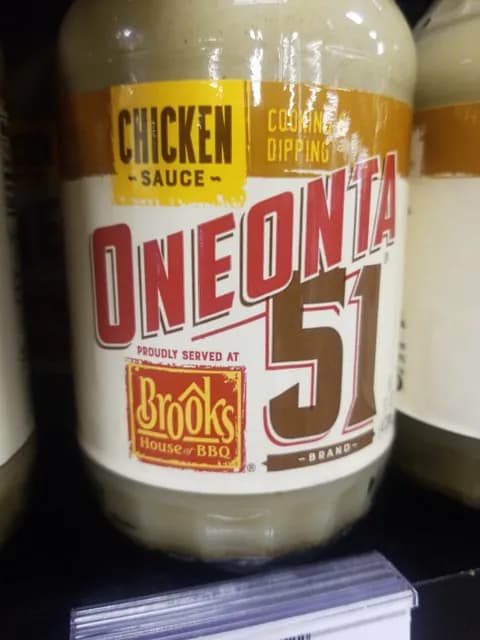 CHICKEN
~ SAUCE ~
COOKING &
DIPPING
ONEONTA
51
PROUDLY SERVED AT
Brooks
House of BBQ
®
~ BRAND ~